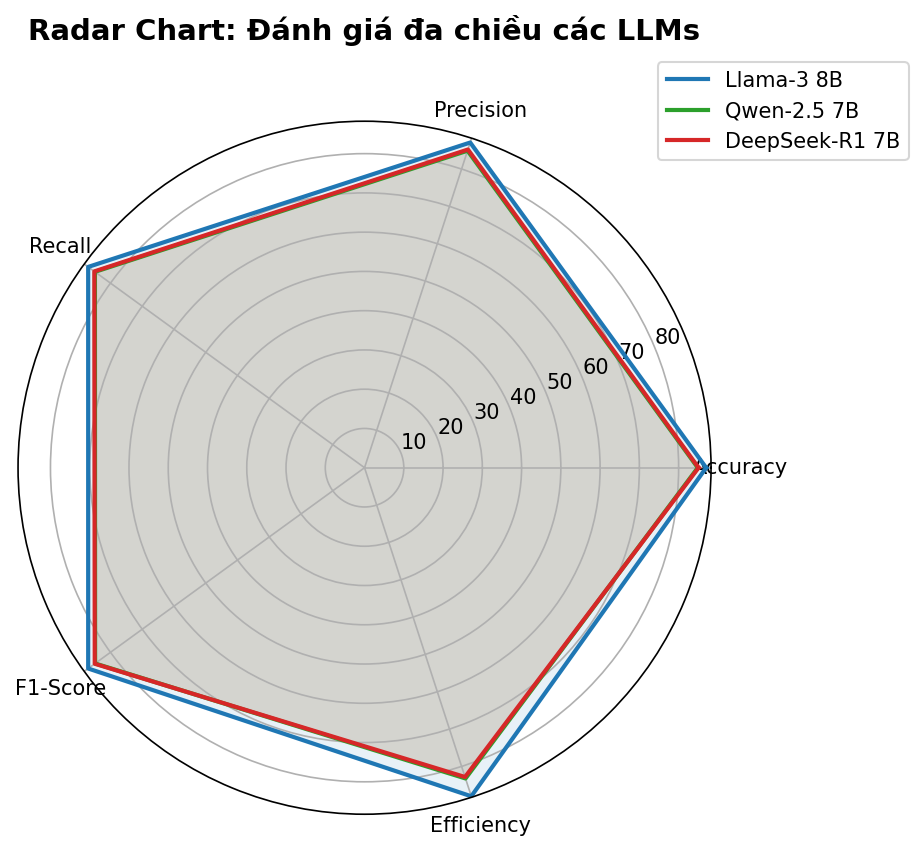 Radar Chart: Đánh giá đa chiều các LLMs
Llama-3 8B
Qwen-2.5 7B
DeepSeek-R1 7B
Precision
Recall
80
70
60
50
40
30
20
10
Accuracy
F1-Score
Efficiency